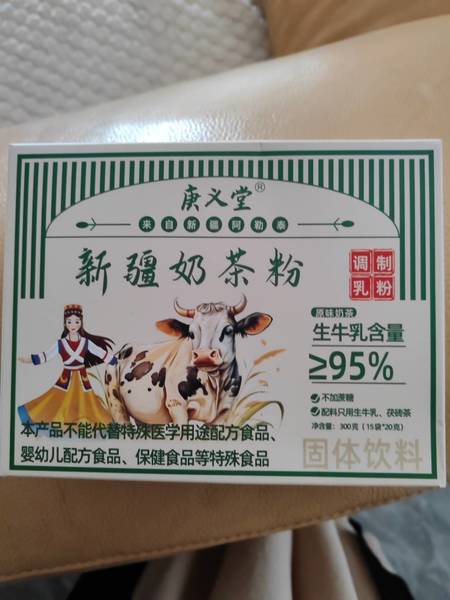 庚义堂®
来自新疆阿勒泰
新疆奶茶粉
调制
乳粉
原味奶茶
生牛乳含量
≥95%
不加蔗糖
配料只用生牛乳、茯砖茶
净含量：300克（15袋*20克）
本产品不能代替特殊医学用途配方食品、
婴幼儿配方食品、保健食品等特殊食品
固体饮料